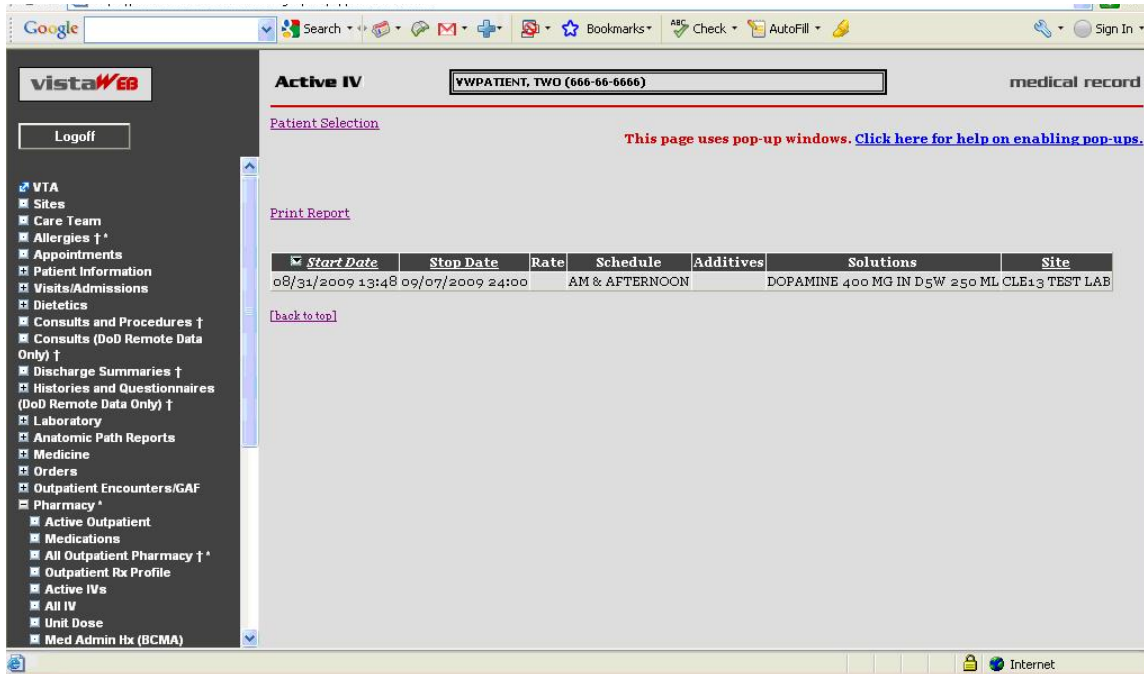 Google Search Bookmarks ABC Check AutoFill Sign In
vistaWEB
Logoff
VTA
Sites
Care Team
Allergies † *
Appointments
Patient Information
Visits/Admissions
Dietetics
Consults and Procedures †
Consults (DoD Remote Data
Only) †
Discharge Summaries †
Histories and Questionnaires
(DoD Remote Data Only) †
Laboratory
Anatomic Path Reports
Medicine
Orders
Outpatient Encounters/GAF
Pharmacy *
Active Outpatient
Medications
All Outpatient Pharmacy † *
Outpatient Rx Profile
Active IVs
All IV
Unit Dose
Med Admin Hx (BCMA)
Active IV VWPATIENT, TWO (666-66-6666) medical record
Patient Selection
This page uses pop-up windows. Click here for help on enabling pop-ups.
Print Report
Start Date Stop Date Rate Schedule Additives Solutions Site
08/31/2009 13:48 09/07/2009 24:00 AM & AFTERNOON DOPAMINE 400 MG IN D5W 250 ML CLE13 TEST LAB
[back to top]
Internet